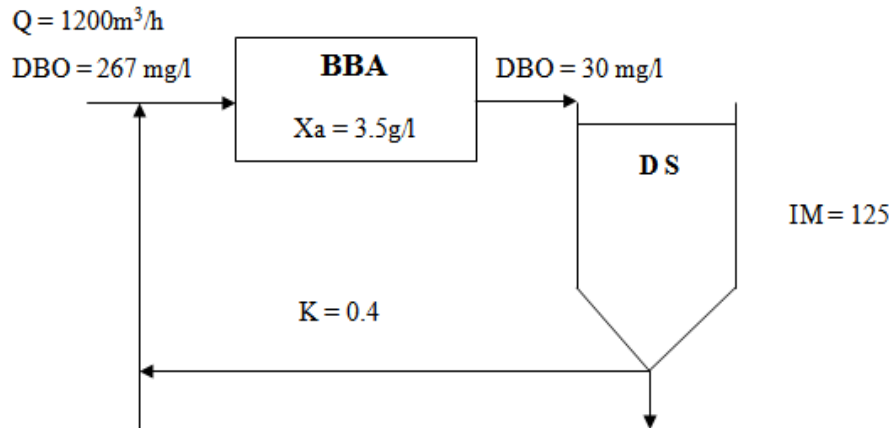 Q = 1200m³/h
DBO = 267 mg/l
BBA
DBO = 30 mg/l
Xa = 3.5g/l
D S
IM = 125
K = 0.4